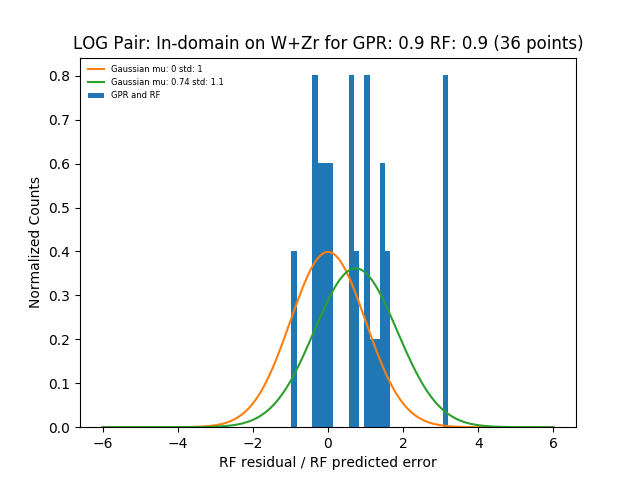 LOG Pair: In-domain on W+Zr for GPR: 0.9 RF: 0.9 (36 points)
Gaussian mu: 0 std: 1
Gaussian mu: 0.74 std: 1.1
GPR and RF
Normalized Counts
0.8
0.7
0.6
0.5
0.4
0.3
0.2
0.1
0.0
−6 −4 −2 0 2 4 6
RF residual / RF predicted error